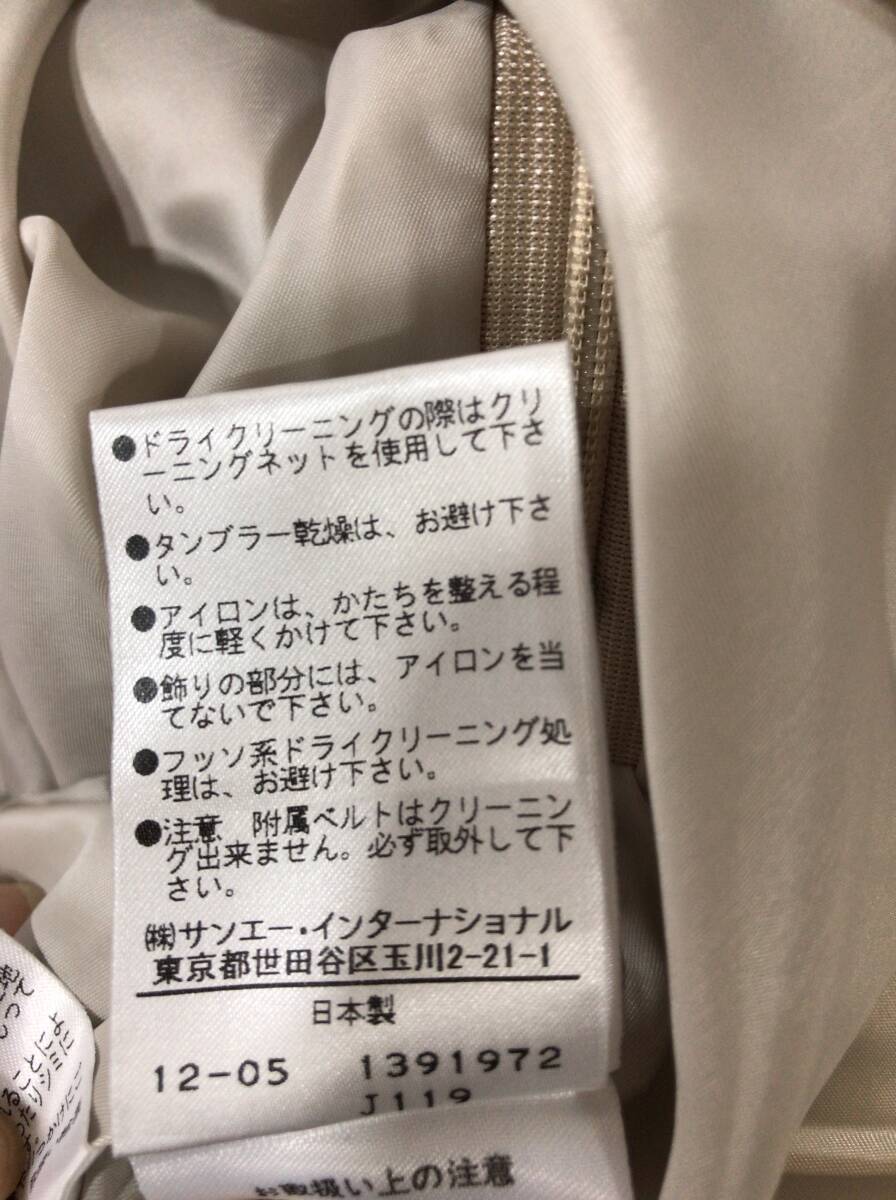 ●ドライクリーニングの際はクリ
ーニングネットを使用して下さ
い。
●タンブラー乾燥は、お避け下さ
い。
●アイロンは、かたちを整える程
度に軽くかけて下さい。
●飾りの部分には、アイロンを当
てないで下さい。
●フッソ系ドライクリーニング処
理は、お避け下さい。
●注意 附属ベルトはクリーニン
グ出来ません。必ず取外して下
さい。
㈱サンエー・インターナショナル
東京都世田谷区玉川2-21-1
日本製
12-05 1391972
J119
お取扱い上の注意